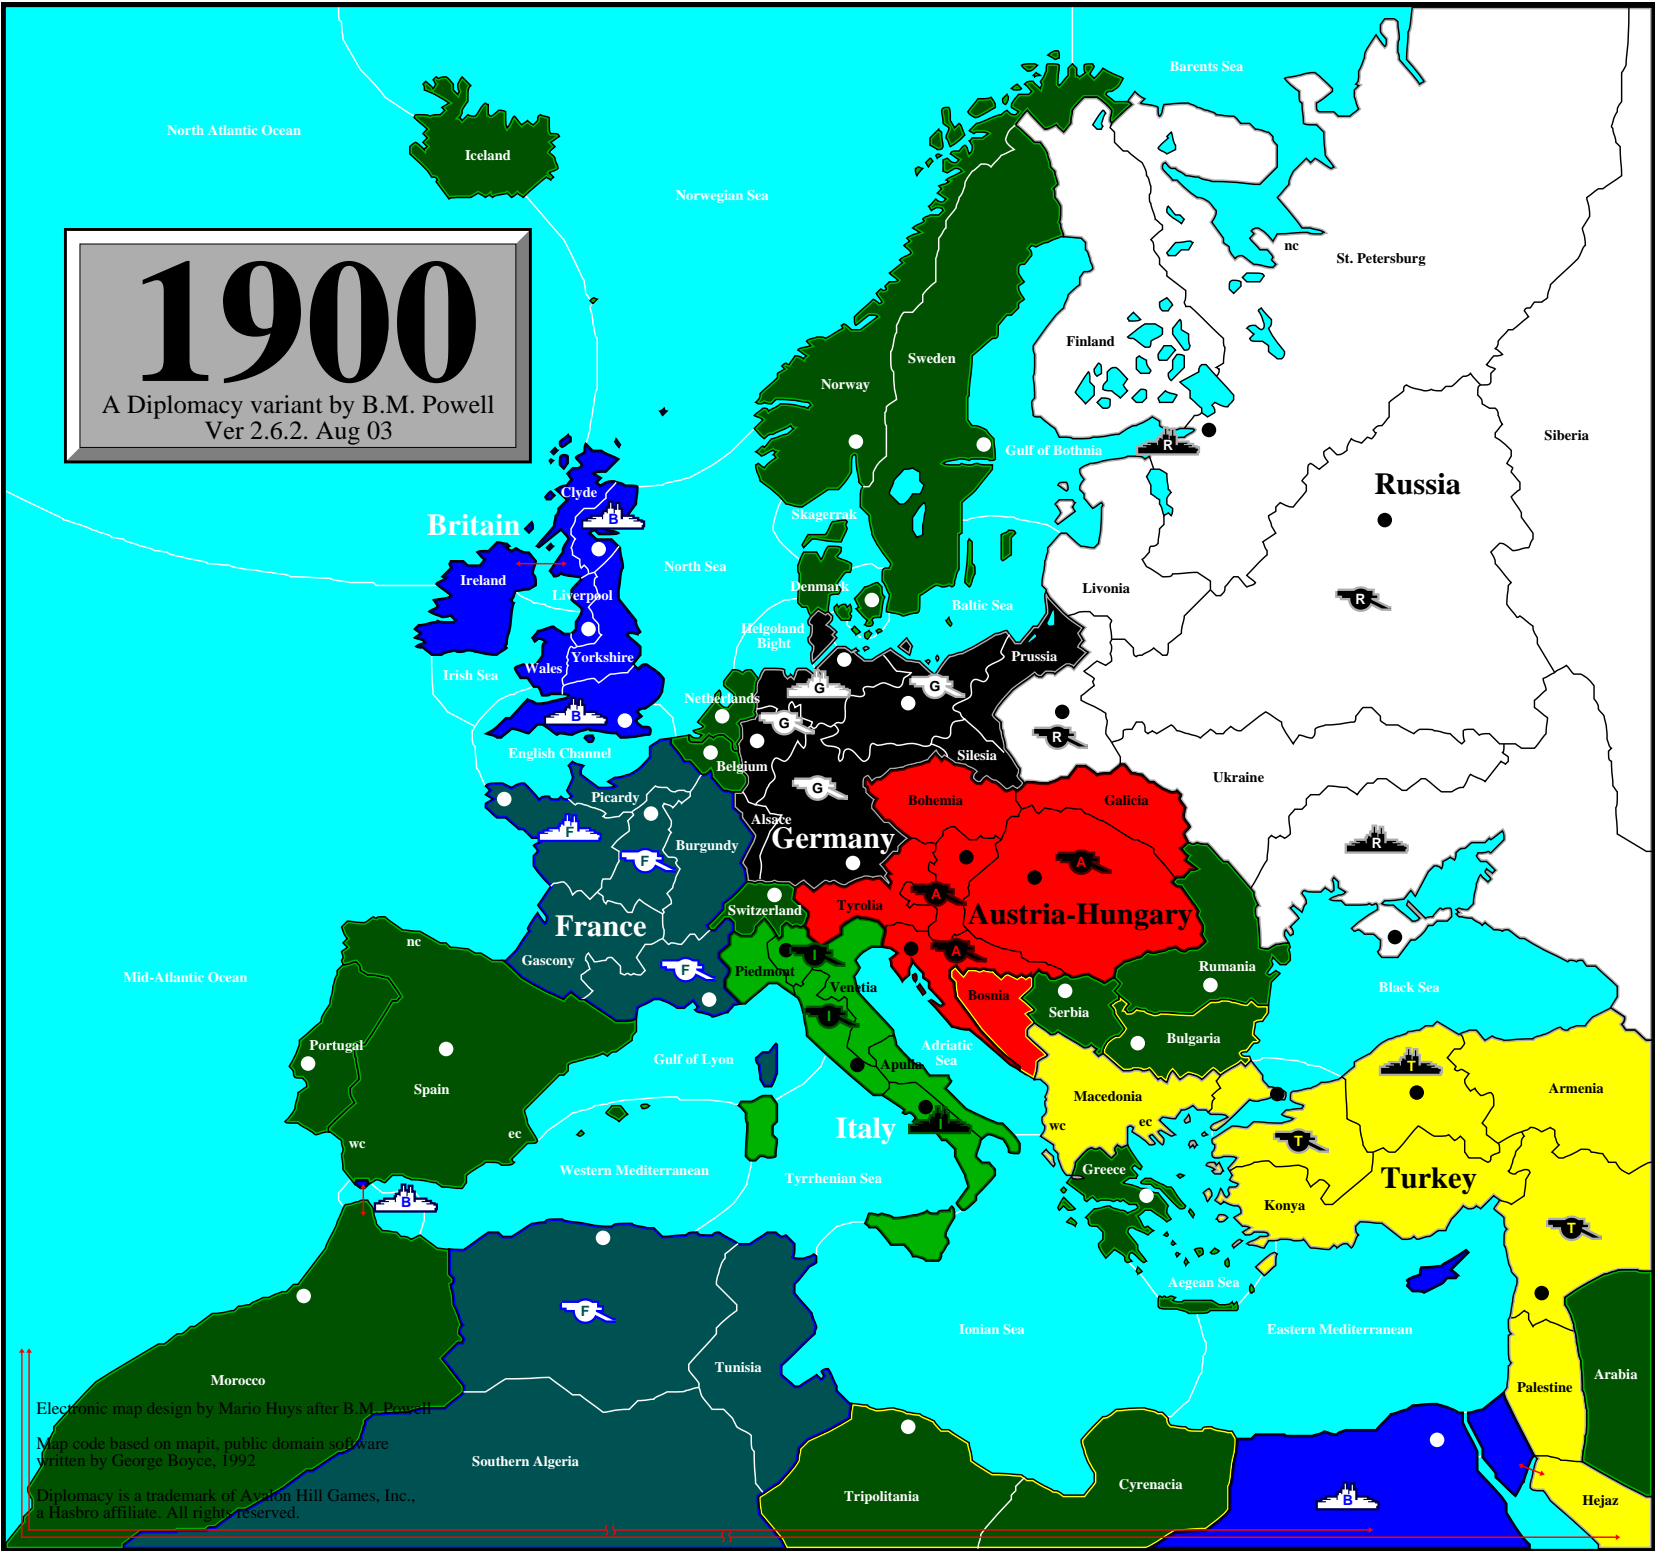 Barents Sea
North Atlantic Ocean
Iceland
Norwegian Sea
nc
St. Petersburg
1900
A Diplomacy variant by B.M. Powell
Ver 2.6.2. Aug 03
Finland
Sweden
Norway
Siberia
Gulf of Bothnia
R
Russia
Clyde
B
Britain
Skagerrak
North Sea
Ireland
Denmark
Livonia
Liverpool
R
Baltic Sea
Helgoland
Bight
Prussia
Yorkshire
Wales
Irish Sea
G
G
Netherlands
B
G
R
English Channel
Belgium
Silesia
Ukraine
G
Picardy
Bohemia
Galicia
Alsace
F
Germany
R
Burgundy
F
A
A
Tyrolia
Switzerland
Austria-Hungary
France
nc
A
I
Gascony
F
Piedmont
Rumania
Mid-Atlantic Ocean
Venetia
Bosnia
Black Sea
Serbia
I
Bulgaria
Portugal
Adriatic
Sea
Gulf of Lyon
Apulia
T
Spain
Armenia
Macedonia
I
Italy
wc
ec
ec
T
wc
Greece
Western Mediterranean
Tyrrhenian Sea
Turkey
B
Konya
T
Aegean Sea
F
Ionian Sea
Eastern Mediterranean
Tunisia
Arabia
Morocco
Palestine
Electronic map design by Mario Huys after B.M. Powell
Map code based on mapit, public domain software
written by George Boyce, 1992
Southern Algeria
Cyrenacia
Tripolitania
B
Hejaz
Diplomacy is a trademark of Avalon Hill Games, Inc.,
a Hasbro affiliate. All rights reserved.